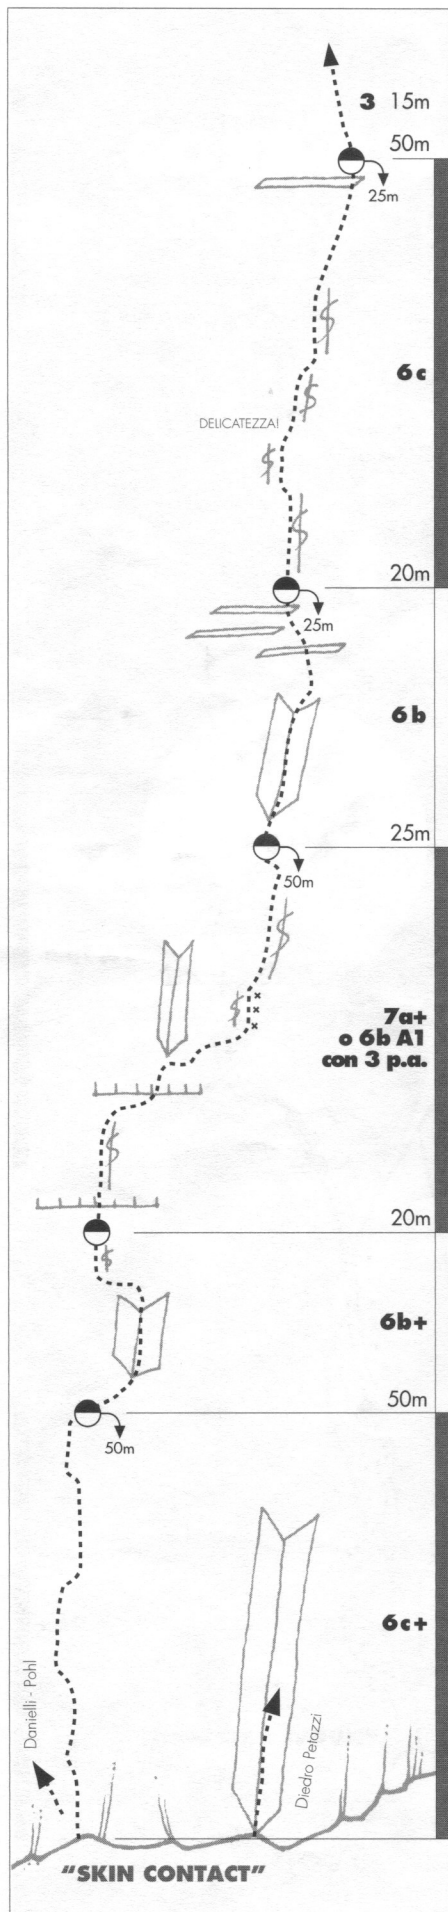 3 15m
50m
25m
6c
DELICATEZZA!
20m
25m
6b
25m
50m
7a+
o 6b A1
con 3 p.a.
20m
6b+
50m
50m
6c+
Danielli - Pohl
Diedro Petazzi
"SKIN CONTACT"